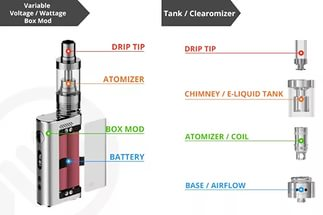 Variable
Voltage / Wattage
Box Mod
Tank / Clearomizer
DRIP TIP
ATOMIZER
BOX MOD
BATTERY
DRIP TIP
CHIMNEY / E-LIQUID TANK
ATOMIZER / COIL
BASE / AIRFLOW